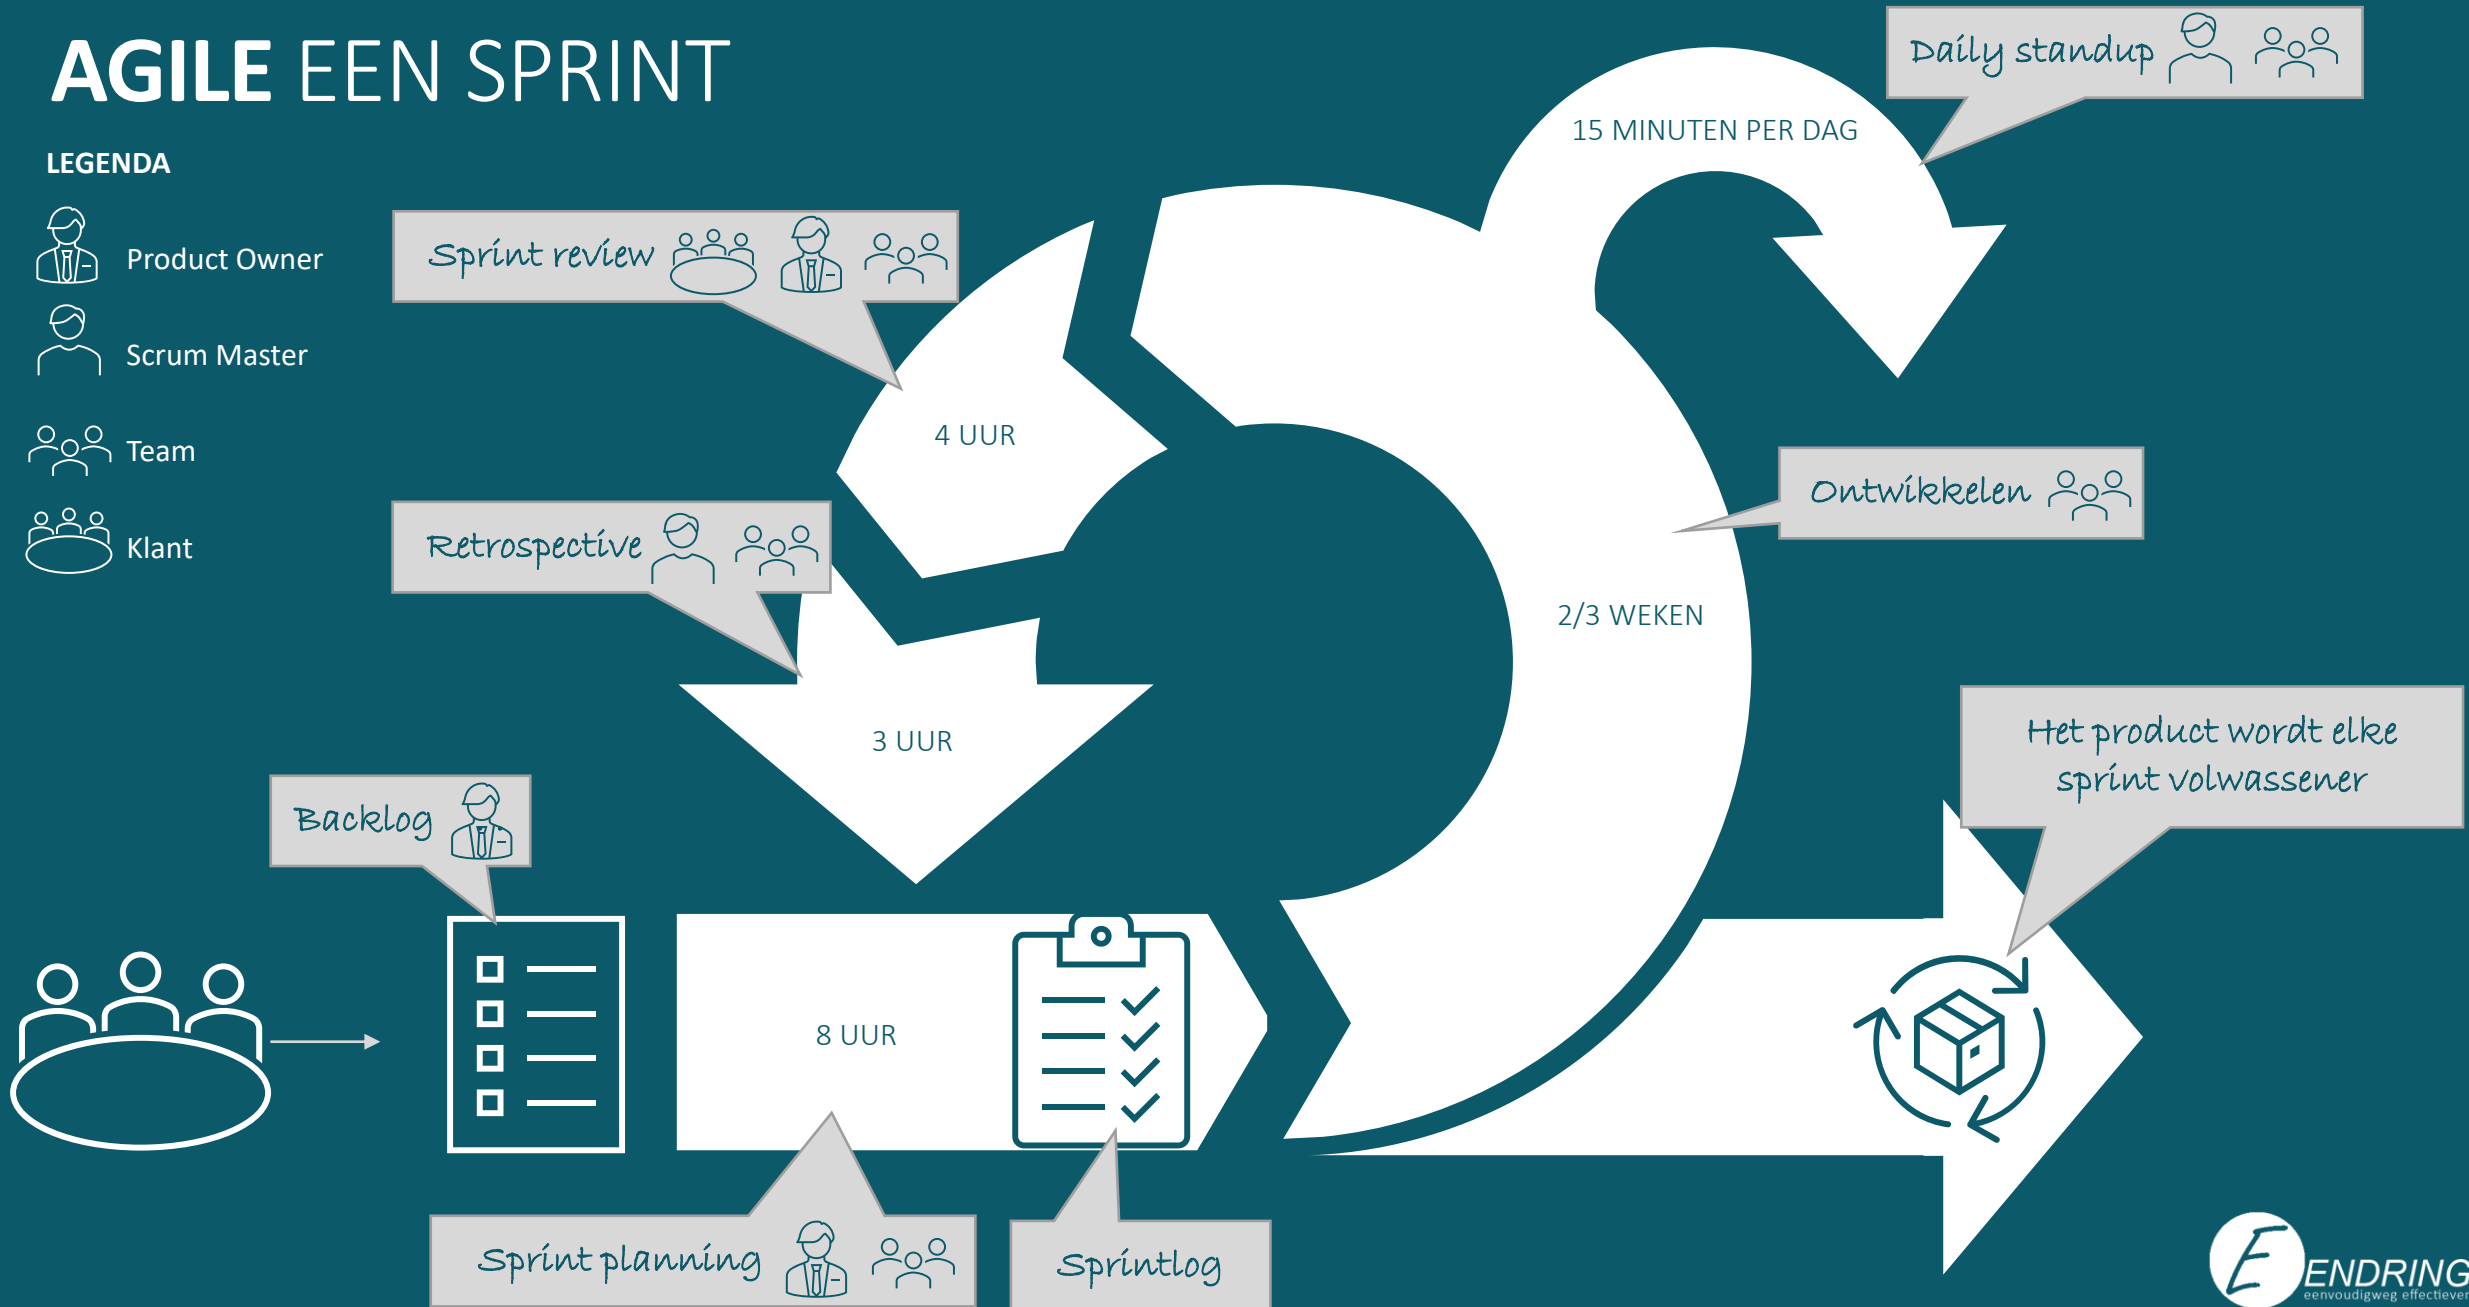 AGILE EEN SPRINT
LEGENDA
Product Owner
Scrum Master
Team
Klant
Daily standup
15 MINUTEN PER DAG
Sprint review
4 UUR
Ontwikkelen
Retrospective
2/3 WEKEN
3 UUR
Het product wordt elke
sprint volwassener
Backlog
8 UUR
Sprint planning
Sprintlog
E
ENDRING
eenvoudigweg effectiever